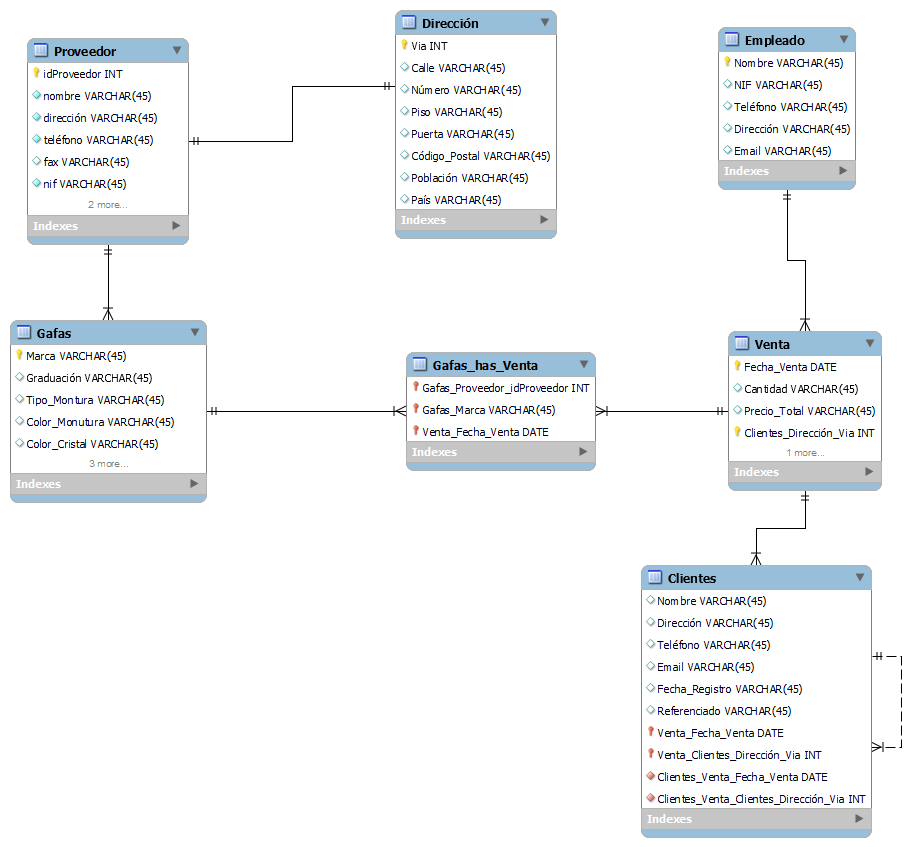 Proveedor
idProveedor INT
nombre VARCHAR(45)
dirección VARCHAR(45)
teléfono VARCHAR(45)
fax VARCHAR(45)
nif VARCHAR(45)
2 more...
Indexes
Dirección
Via INT
Calle VARCHAR(45)
Número VARCHAR(45)
Piso VARCHAR(45)
Puerta VARCHAR(45)
Código_Postal VARCHAR(45)
Población VARCHAR(45)
País VARCHAR(45)
Indexes
Empleado
Nombre VARCHAR(45)
NIF VARCHAR(45)
Teléfono VARCHAR(45)
Dirección VARCHAR(45)
Email VARCHAR(45)
Indexes
Gafas
Marca VARCHAR(45)
Graduación VARCHAR(45)
Tipo_Montura VARCHAR(45)
Color_Monutura VARCHAR(45)
Color_Cristal VARCHAR(45)
3 more...
Indexes
Gafas_has_Venta
Gafas_Proveedor_idProveedor INT
Gafas_Marca VARCHAR(45)
Venta_Fecha_Venta DATE
Indexes
Venta
Fecha_Venta DATE
Cantidad VARCHAR(45)
Precio_Total VARCHAR(45)
Clientes_Dirección_Via INT
1 more...
Indexes
Clientes
Nombre VARCHAR(45)
Dirección VARCHAR(45)
Teléfono VARCHAR(45)
Email VARCHAR(45)
Fecha_Registro VARCHAR(45)
Referenciado VARCHAR(45)
Venta_Fecha_Venta DATE
Venta_Clientes_Dirección_Via INT
Clientes_Venta_Fecha_Venta DATE
Clientes_Venta_Clientes_Dirección_Via INT
Indexes